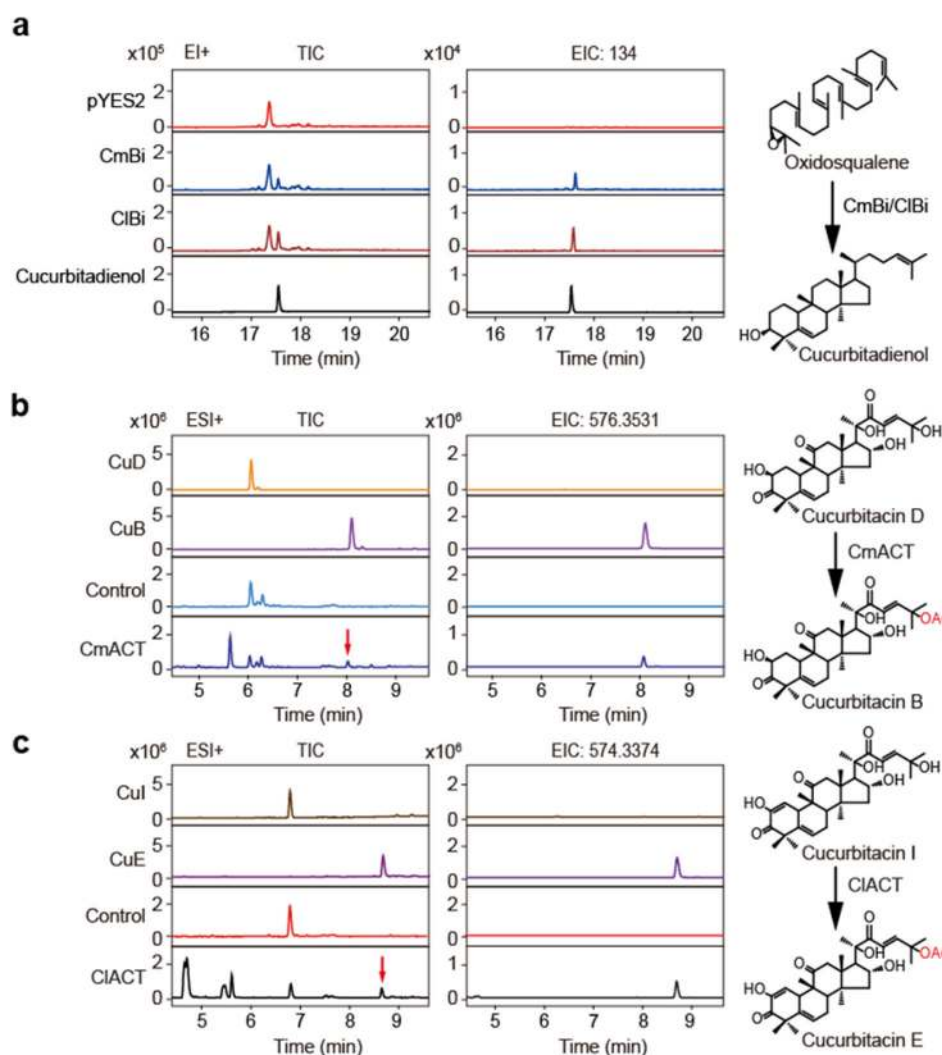 a
x10⁵ EI+ TIC x10⁴ EIC: 134
pYES2 2 0 1 0
CmBi 2 0 1 0
ClBi 2 0 1 0
Cucurbitadienol 2 0 1 0
16 17 18 19 20 16 17 18 19 20
Time (min) Time (min)
O
Oxidosqualene
CmBi/ClBi
HO
Cucurbitadienol
b
x10⁶ ESI+ TIC x10⁶ EIC: 576.3531
CuD 5 0 2 0
CuB 5 0 2 0
Control 2 0 2 0
CmACT 2 0 1 0
5 6 7 8 9 5 6 7 8 9
Time (min) Time (min)
O
OH OH
O OH
HO
O
Cucurbitacin D
CmACT
O
OH OAc
O OH
HO
O
Cucurbitacin B
c
x10⁶ ESI+ TIC x10⁶ EIC: 574.3374
CuI 5 0 2 0
CuE 5 0 2 0
Control 2 0 2 0
ClACT 2 0 1 0
5 6 7 8 9 5 6 7 8 9
Time (min) Time (min)
O
OH OH
O OH
HO
O
Cucurbitacin I
ClACT
O
OH
O OH
HO
O
Cucurbitacin E